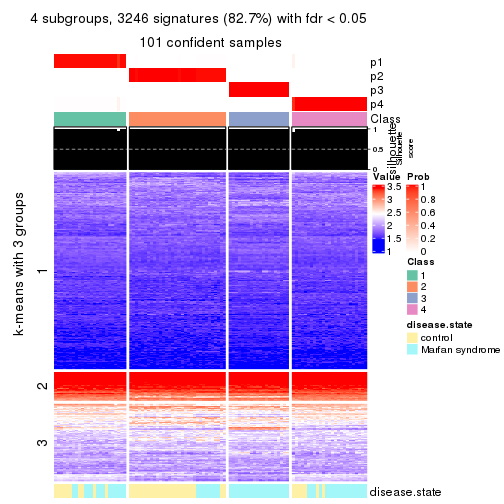 4 subgroups, 3246 signatures (82.7%) with fdr < 0.05
101 confident samples
p1
p2
p3
p4
Class
1
0.5
0
silhouette
Silhouette
score
k-means with 3 groups
1
2
3
Value
3.5
3
2.5
2
1.5
1
Prob
1
0.8
0.6
0.4
0.2
0
Class
1
2
3
4
disease.state
control
Marfan syndrome
disease.state